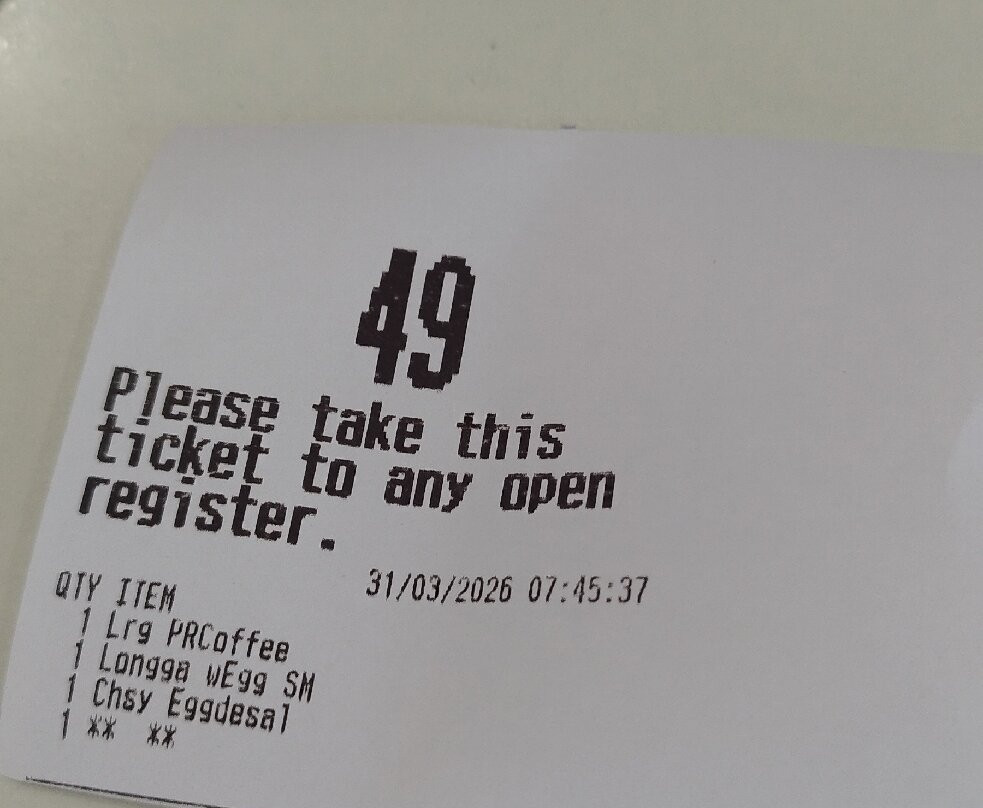 49
Please take this
ticket to any open
register.
QTY ITEM 31/03/2026 07:45:37
1 Lrg PRCoffee
1 Longga wEgg SM
1 Chsy Eggdesal
1 ** **